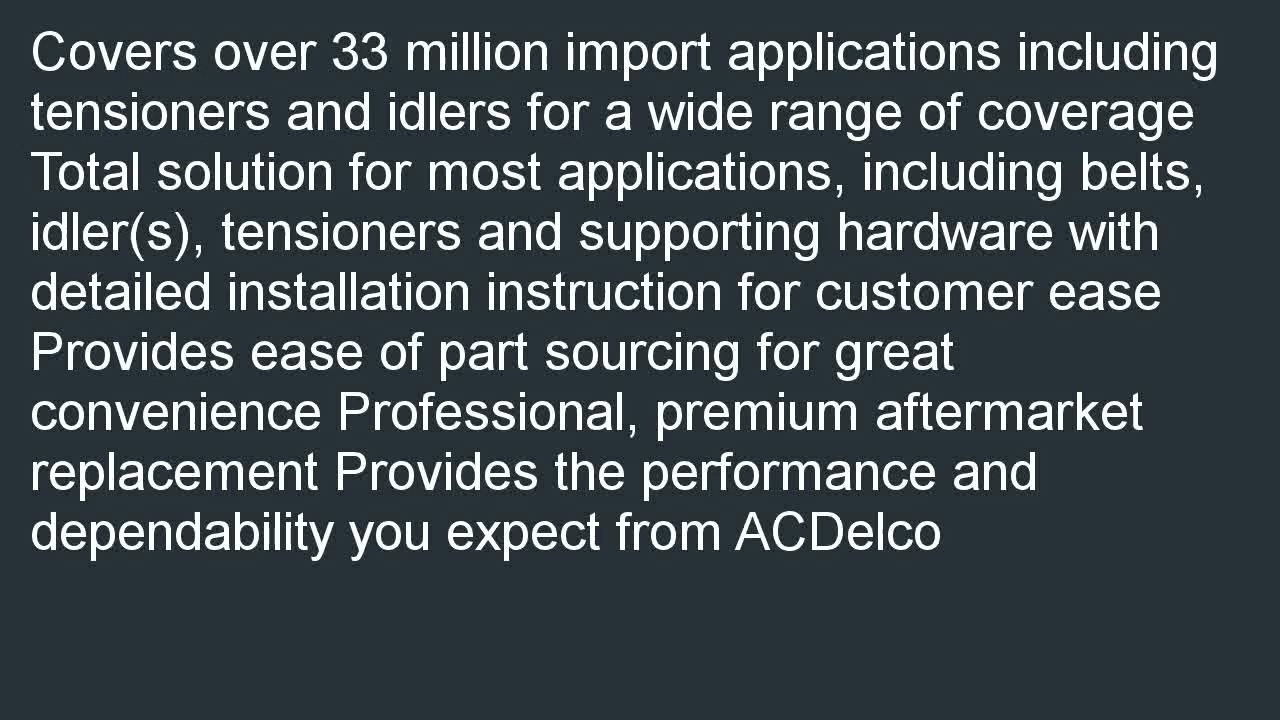 Covers over 33 million import applications including
tensioners and idlers for a wide range of coverage
Total solution for most applications, including belts,
idler(s), tensioners and supporting hardware with
detailed installation instruction for customer ease
Provides ease of part sourcing for great
convenience Professional, premium aftermarket
replacement Provides the performance and
dependability you expect from ACDelco